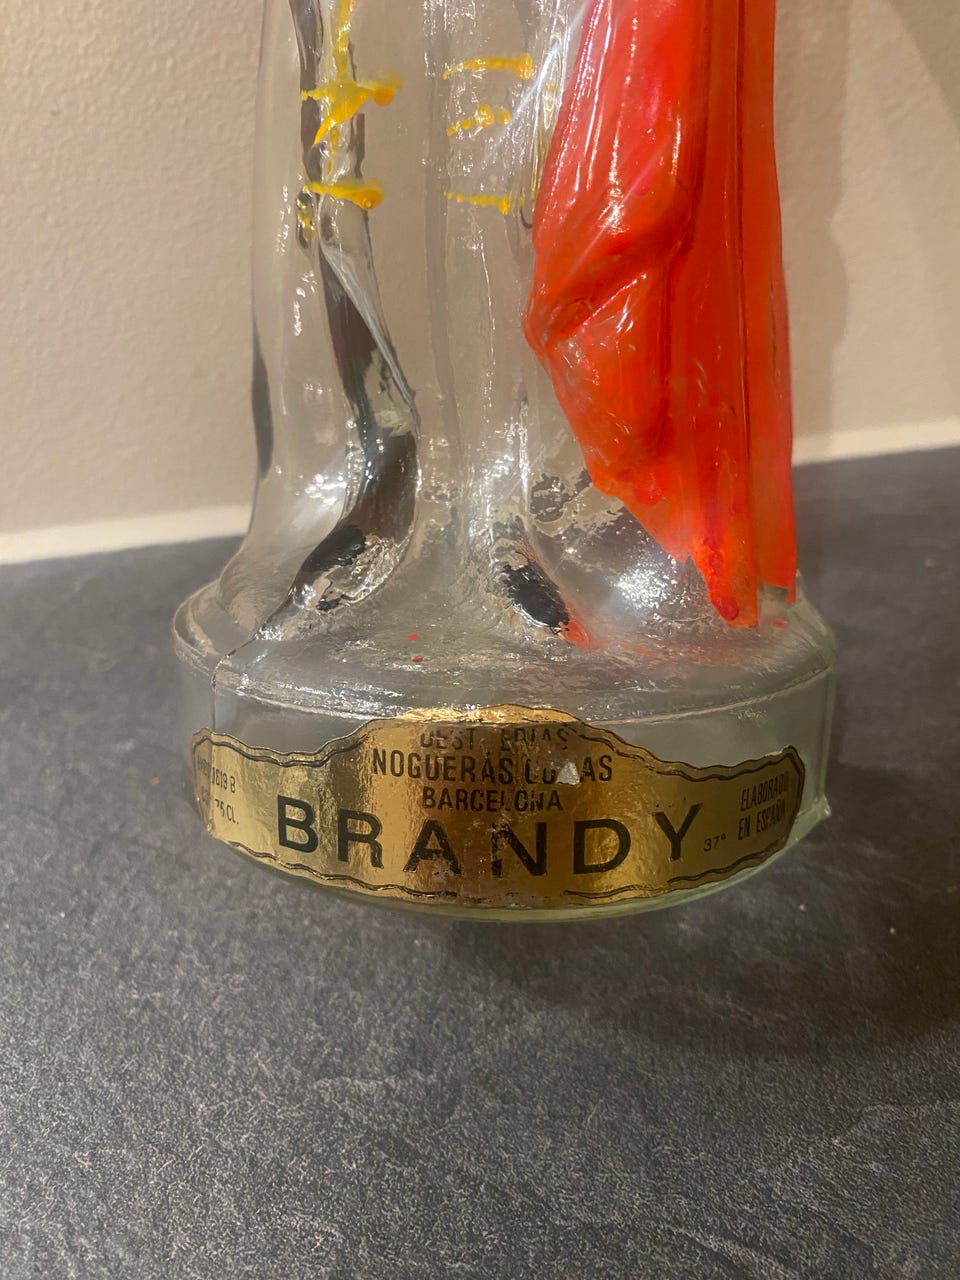 NOGUERAS
BARCELONA
BRANDY
37°
75 CL.
ELABORADO
EN ESPAÑA